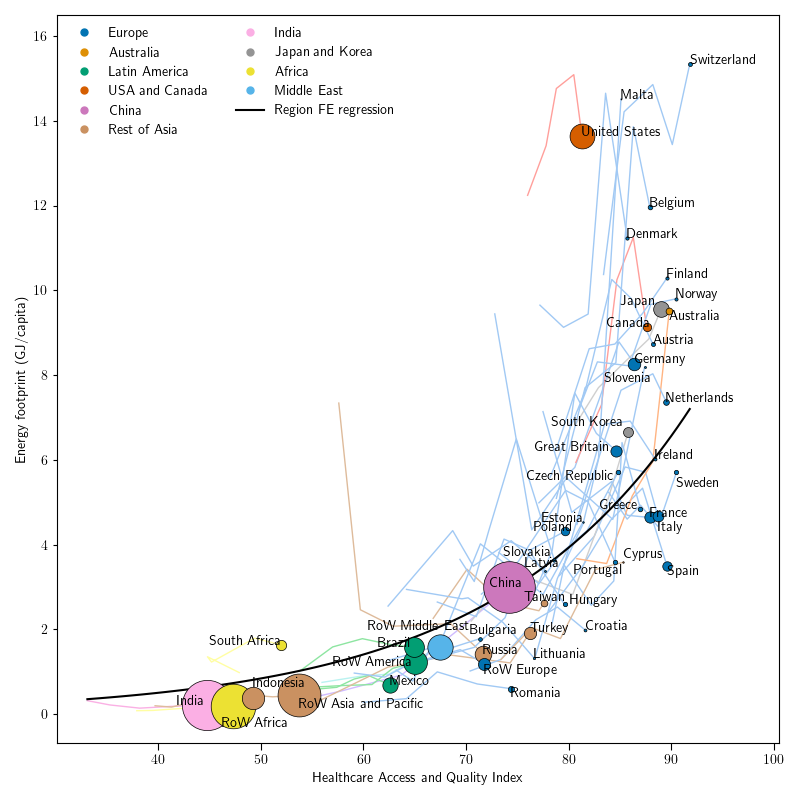 Europe
Australia
Latin America
USA and Canada
China
Rest of Asia
India
Japan and Korea
Africa
Middle East
Region FE regression
16
14
12
10
8
6
4
2
0
Energy footprint (GJ/capita)
Switzerland
Malta
United States
Belgium
Denmark
Finland
Norway
Japan
Australia
Canada
Austria
Germany
Slovenia
Netherlands
South Korea
Great Britain
Ireland
Czech Republic
Sweden
Greece
France
Estonia
Italy
Poland
Slovakia
Cyprus
Latvia
Portugal
Spain
China
Taiwan
Hungary
RoW Middle East
Bulgaria
Turkey
Croatia
South Africa
Brazil
Russia
Lithuania
RoW America
RoW Europe
Indonesia
Mexico
Romania
India
RoW Asia and Pacific
RoW Africa
40
50
60
70
80
90
100
Healthcare Access and Quality Index